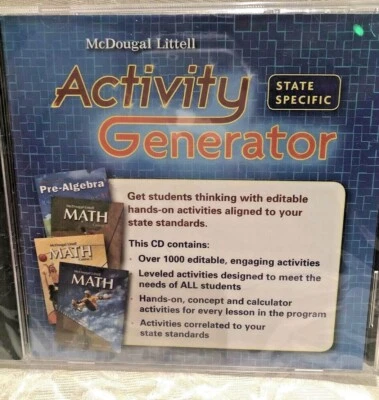 McDougal Littell
Activity
Generator
STATE
SPECIFIC
Pre-Algebra
MATH
MATH
MATH
Get students thinking with editable
hands-on activities aligned to your
state standards.
This CD contains:
· Over 1000 editable, engaging activities
· Leveled activities designed to meet the
needs of ALL students
· Hands-on, concept and calculator
activities for every lesson in the program
· Activities correlated to your
state standards